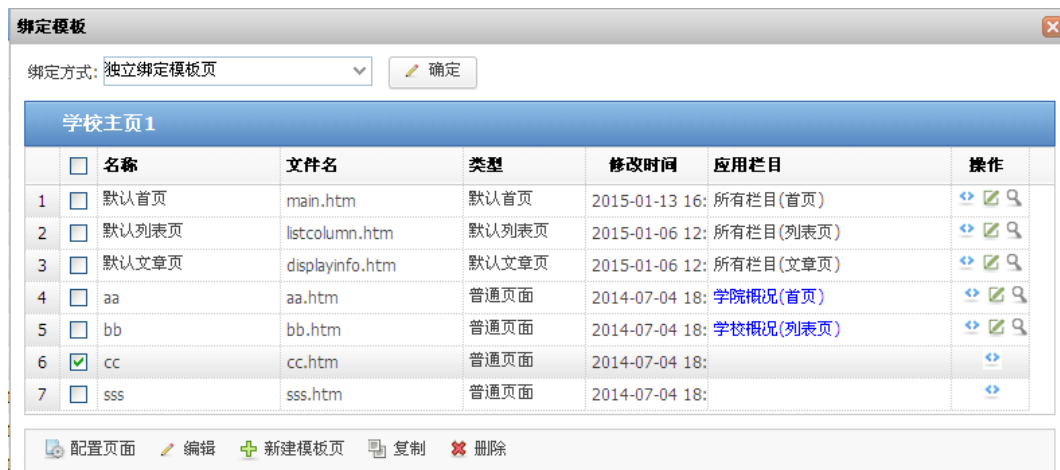 绑定模板
绑定方式: 独立绑定模板页 确定
学校主页1
名称 文件名 类型 修改时间 应用栏目 操作
1 默认首页 main.htm 默认首页 2015-01-13 16: 所有栏目(首页)
2 默认列表页 listcolumn.htm 默认列表页 2015-01-06 12: 所有栏目(列表页)
3 默认文章页 displayinfo.htm 默认文章页 2015-01-06 12: 所有栏目(文章页)
4 aa aa.htm 普通页面 2014-07-04 18: 学院概况(首页)
5 bb bb.htm 普通页面 2014-07-04 18: 学校概况(列表页)
6 cc cc.htm 普通页面 2014-07-04 18:
7 sss sss.htm 普通页面 2014-07-04 18:
配置页面 编辑 新建模板页 复制 删除